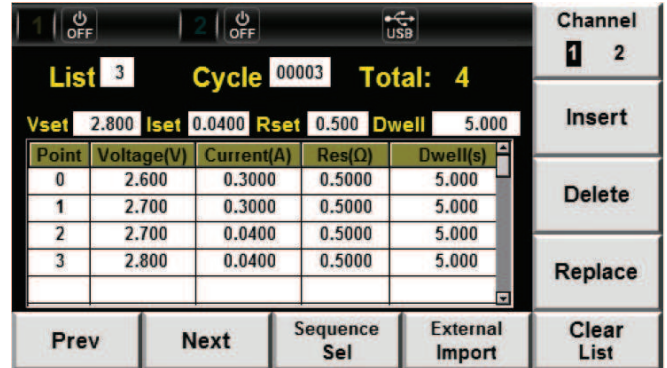 1 OFF 2 OFF USB
Channel
1 2
List 3 Cycle 00003 Total: 4
Insert
Vset 2.800 Iset 0.0400 Rset 0.500 Dwell 5.000
Point Voltage(V) Current(A) Res(Ω) Dwell(s)
0 2.600 0.3000 0.5000 5.000
1 2.700 0.3000 0.5000 5.000
2 2.700 0.0400 0.5000 5.000
3 2.800 0.0400 0.5000 5.000
Delete
Replace
Prev Next Sequence Sel External Import Clear List